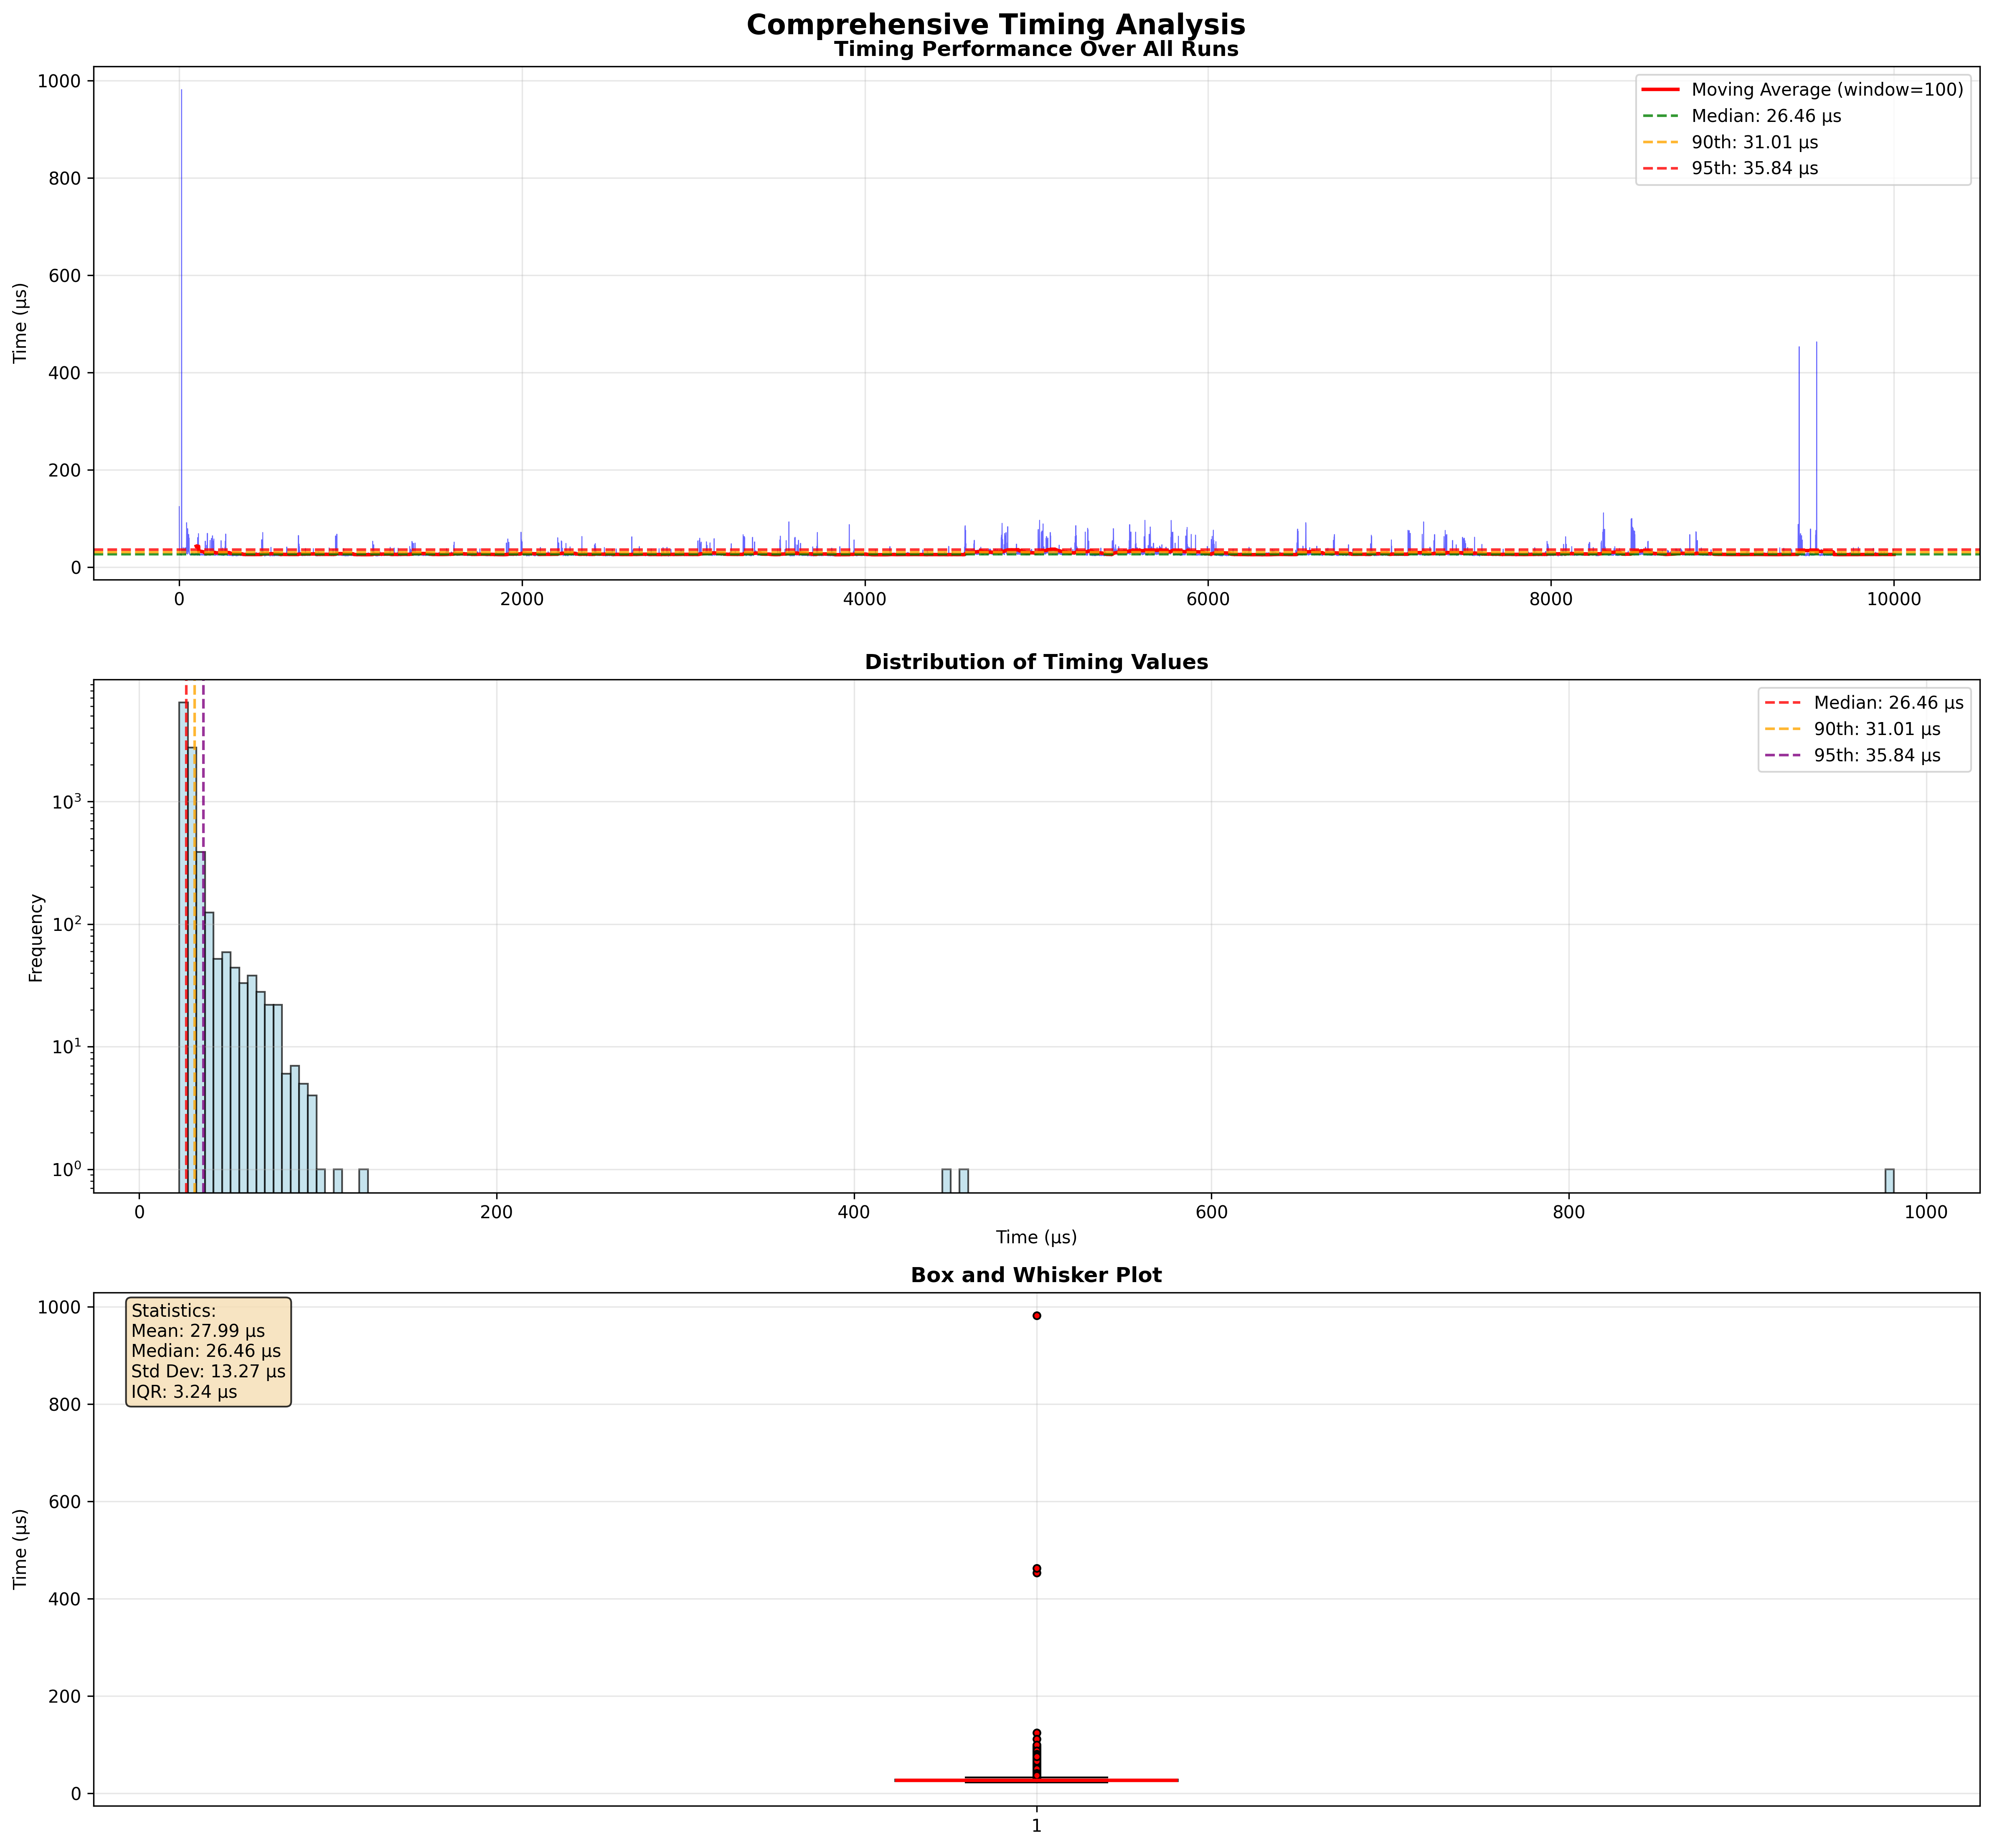 Comprehensive Timing Analysis
Timing Performance Over All Runs
Time (µs)
1000
800
600
400
200
0
0 2000 4000 6000 8000 10000
Moving Average (window=100)
Median: 26.46 µs
90th: 31.01 µs
95th: 35.84 µs
Distribution of Timing Values
Frequency
10³
10²
10¹
10⁰
0 200 400 600 800 1000
Time (µs)
Median: 26.46 µs
90th: 31.01 µs
95th: 35.84 µs
Box and Whisker Plot
Time (µs)
1000
800
600
400
200
0
1
Statistics:
Mean: 27.99 µs
Median: 26.46 µs
Std Dev: 13.27 µs
IQR: 3.24 µs